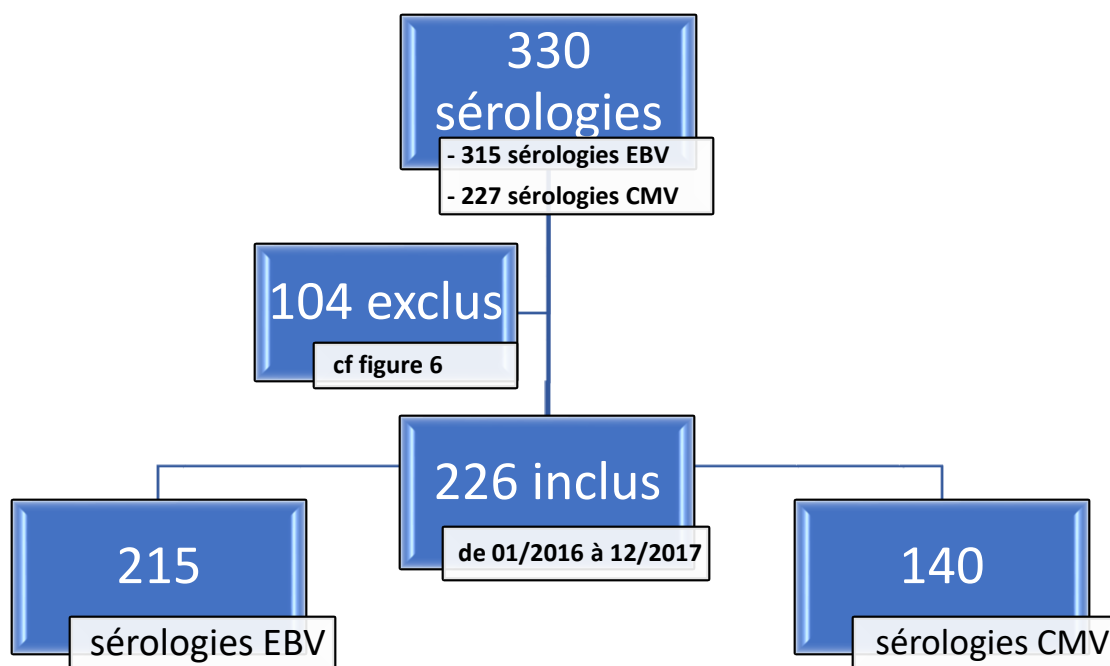 330
sérologies
- 315 sérologies EBV
- 227 sérologies CMV
104 exclus
cf figure 6
226 inclus
de 01/2016 à 12/2017
215
sérologies EBV
140
sérologies CMV